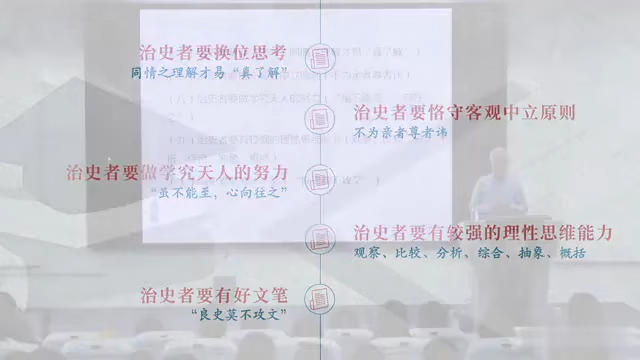 治史者要换位思考
同情之理解才易“真了解”
治史者要恪守客观中立原则
不为亲者尊者讳
治史者要做学究天人的努力
“虽不能至，心向往之”
治史者要有较强的理性思维能力
观察、比较、分析、综合、抽象、概括
治史者要有好文笔
“良史莫不攻文”